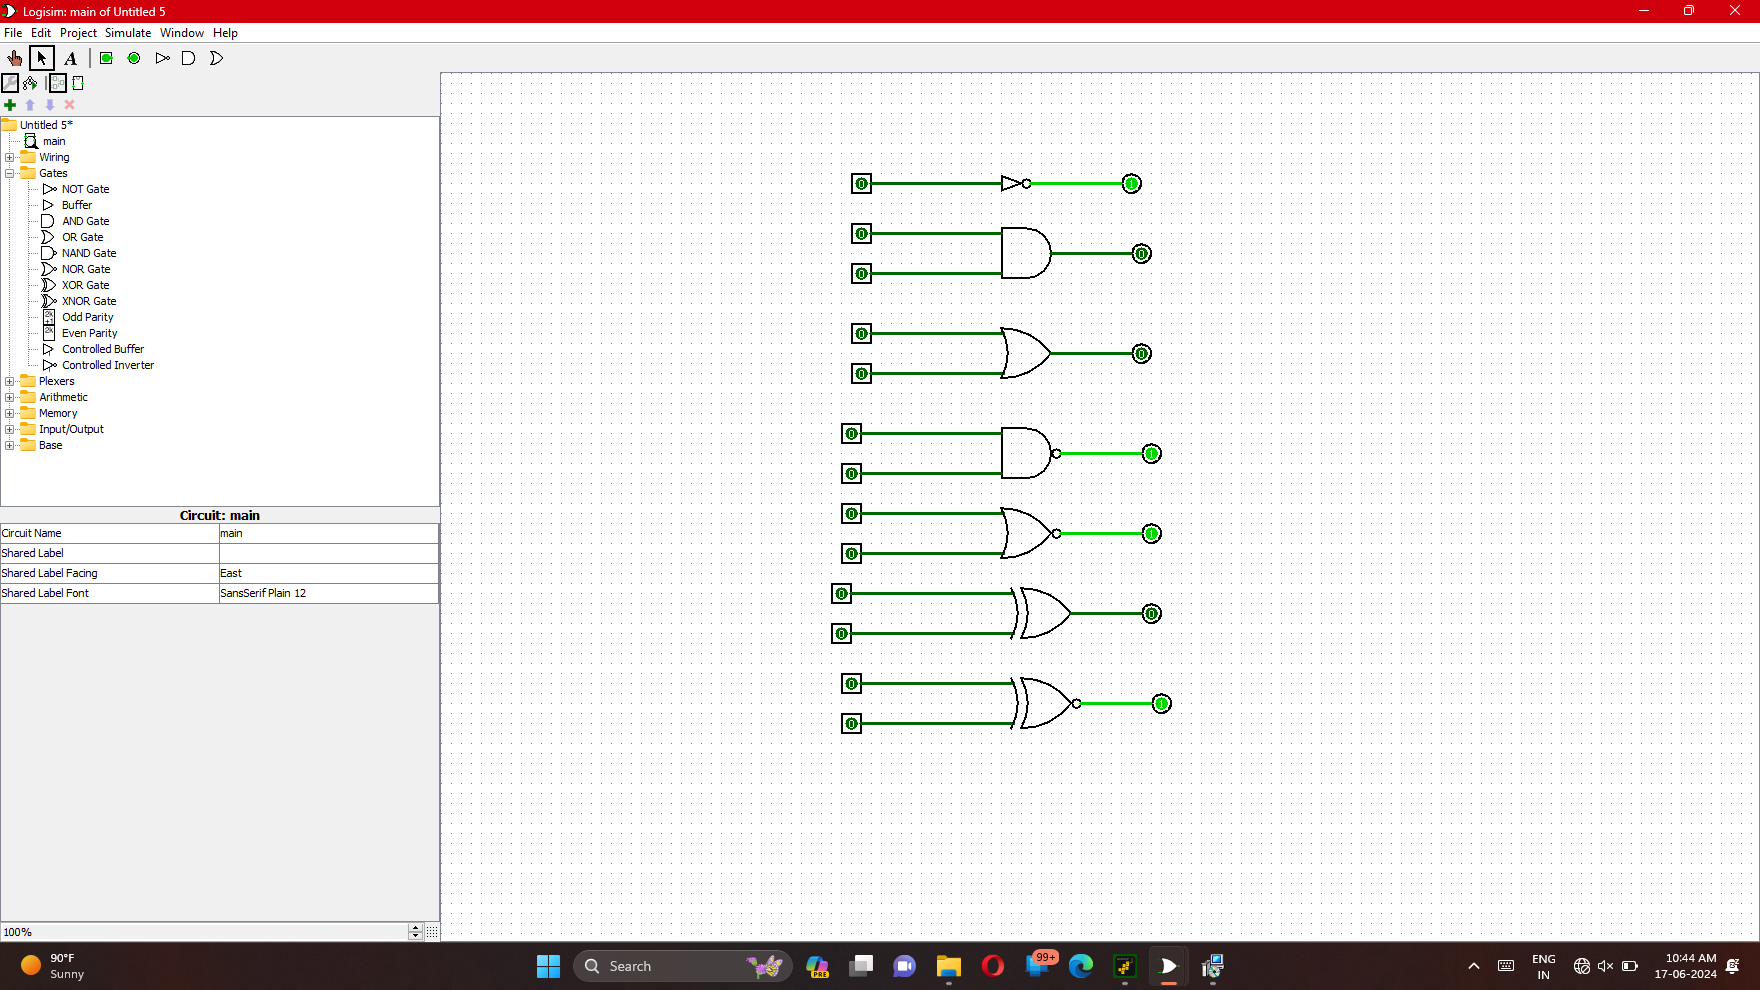 Logisim: main of Untitled 5
File Edit Project Simulate Window Help
A
Untitled 5*
main
Wiring
Gates
NOT Gate
Buffer
AND Gate
OR Gate
NAND Gate
NOR Gate
XOR Gate
XNOR Gate
2k+1 Odd Parity
2k Even Parity
Controlled Buffer
Controlled Inverter
Plexers
Arithmetic
Memory
Input/Output
Base
Circuit: main
Circuit Name main
Shared Label
Shared Label Facing East
Shared Label Font SansSerif Plain 12
100%
0 1
0
0 0
0
0 0
0
0 1
0
0 1
0
0 0
0
0 1
0
90°F
Sunny
Search
PRE
99+
ENG
IN
10:44 AM
17-06-2024